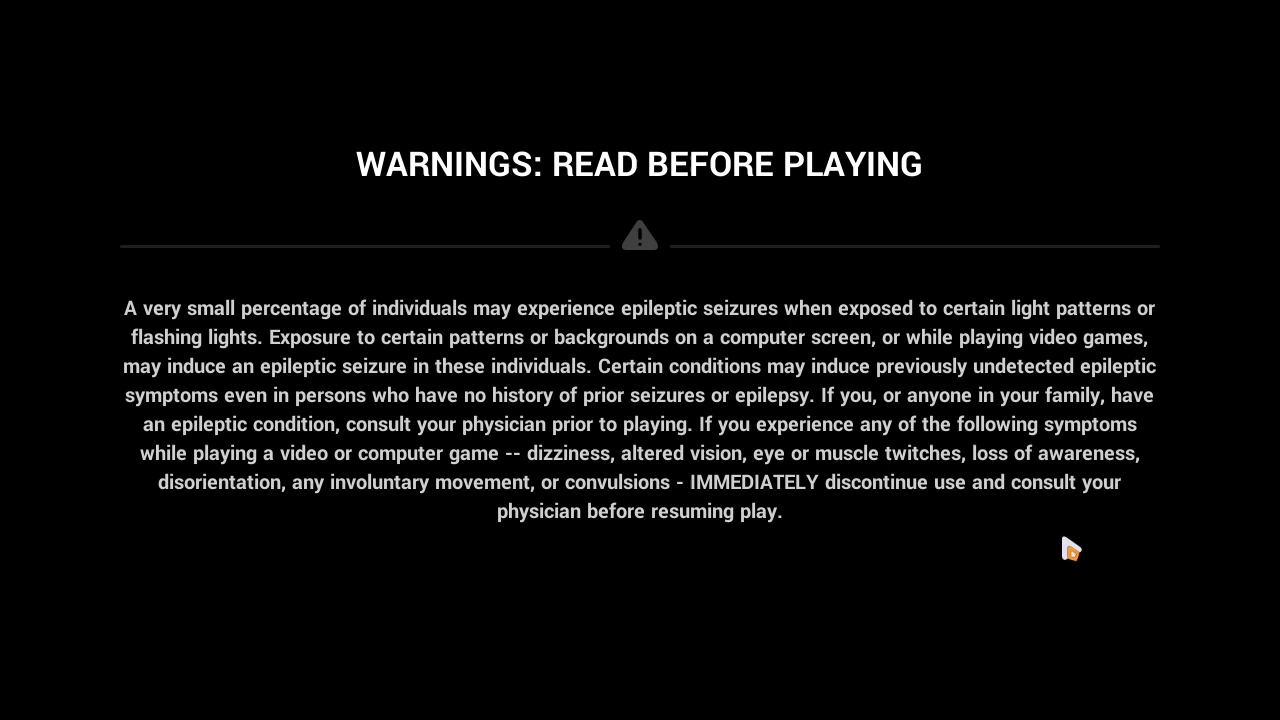 WARNINGS: READ BEFORE PLAYING
A very small percentage of individuals may experience epileptic seizures when exposed to certain light patterns or
flashing lights. Exposure to certain patterns or backgrounds on a computer screen, or while playing video games,
may induce an epileptic seizure in these individuals. Certain conditions may induce previously undetected epileptic
symptoms even in persons who have no history of prior seizures or epilepsy. If you, or anyone in your family, have
an epileptic condition, consult your physician prior to playing. If you experience any of the following symptoms
while playing a video or computer game -- dizziness, altered vision, eye or muscle twitches, loss of awareness,
disorientation, any involuntary movement, or convulsions - IMMEDIATELY discontinue use and consult your
physician before resuming play.